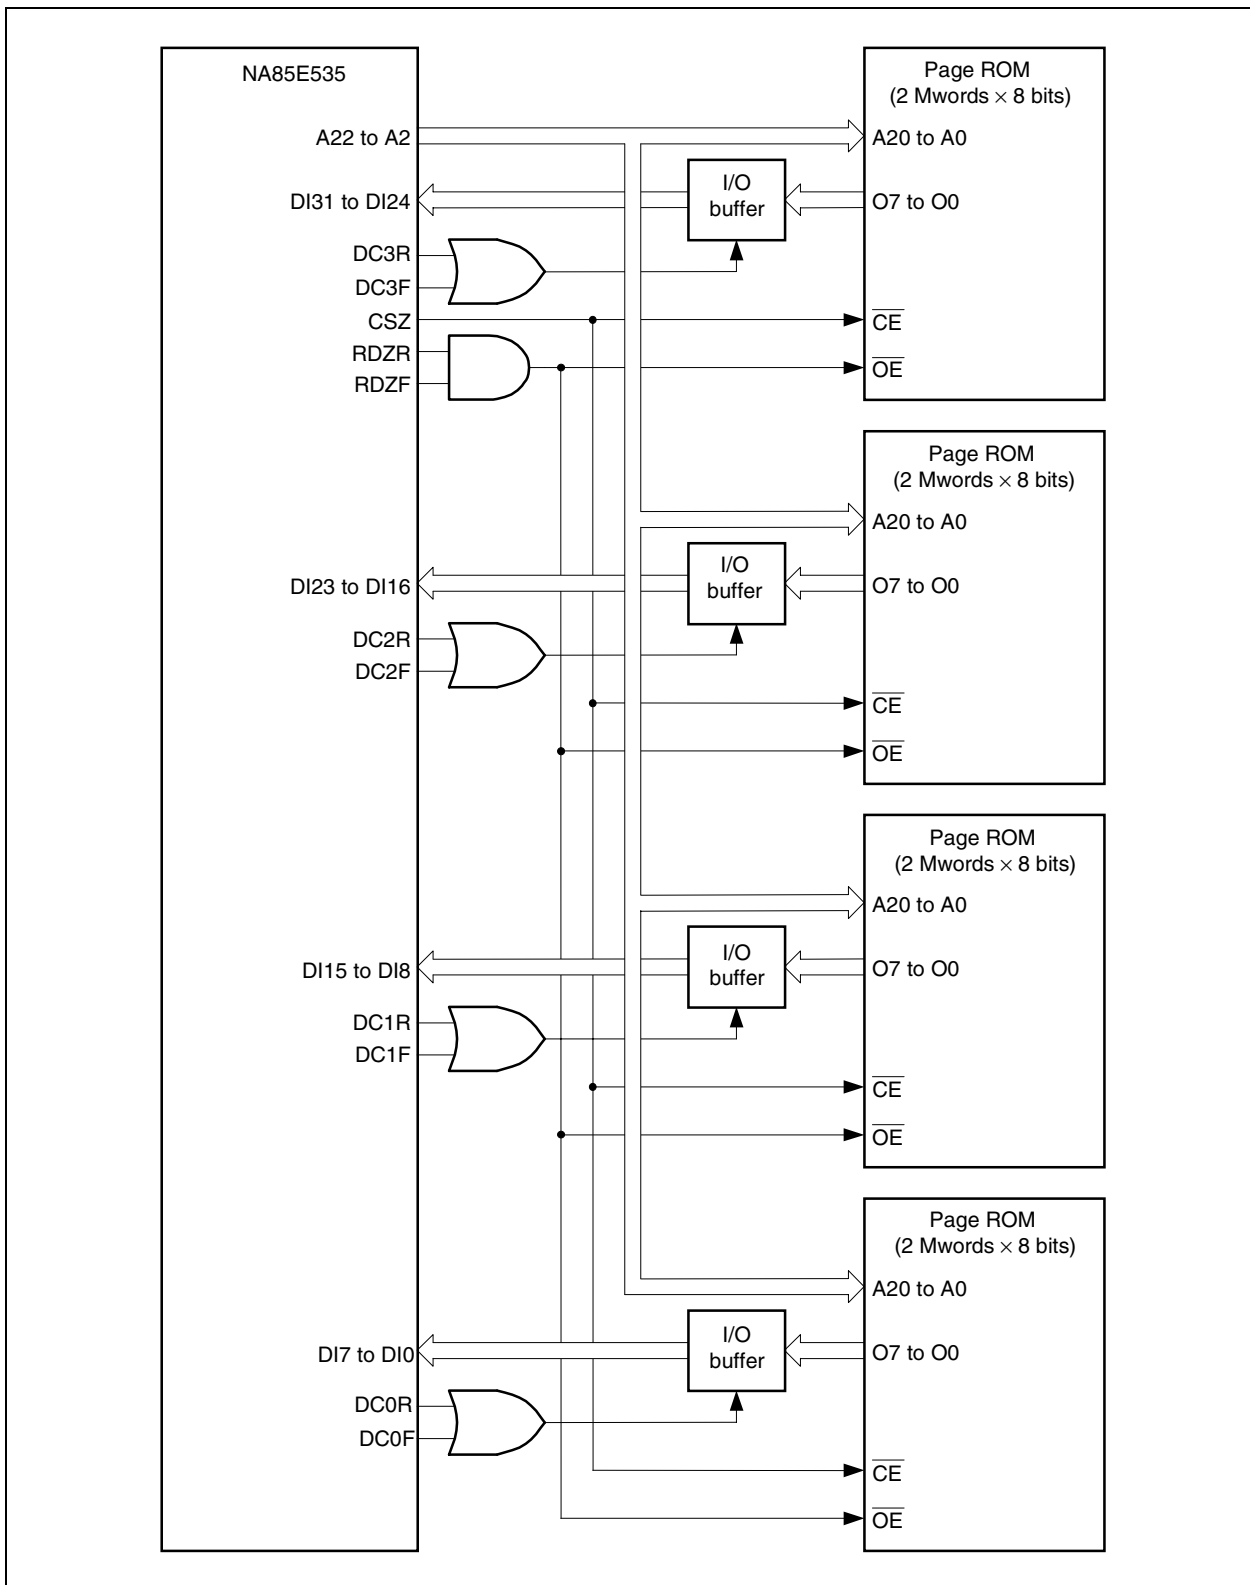 NA85E535
A22 to A2
DI31 to DI24
DC3R
DC3F
CSZ
RDZR
RDZF
I/O
buffer
Page ROM
(2 Mwords × 8 bits)
A20 to A0
O7 to O0
CE
OE
DI23 to DI16
DC2R
DC2F
I/O
buffer
Page ROM
(2 Mwords × 8 bits)
A20 to A0
O7 to O0
CE
OE
DI15 to DI8
DC1R
DC1F
I/O
buffer
Page ROM
(2 Mwords × 8 bits)
A20 to A0
O7 to O0
CE
OE
DI7 to DI0
DC0R
DC0F
I/O
buffer
Page ROM
(2 Mwords × 8 bits)
A20 to A0
O7 to O0
CE
OE